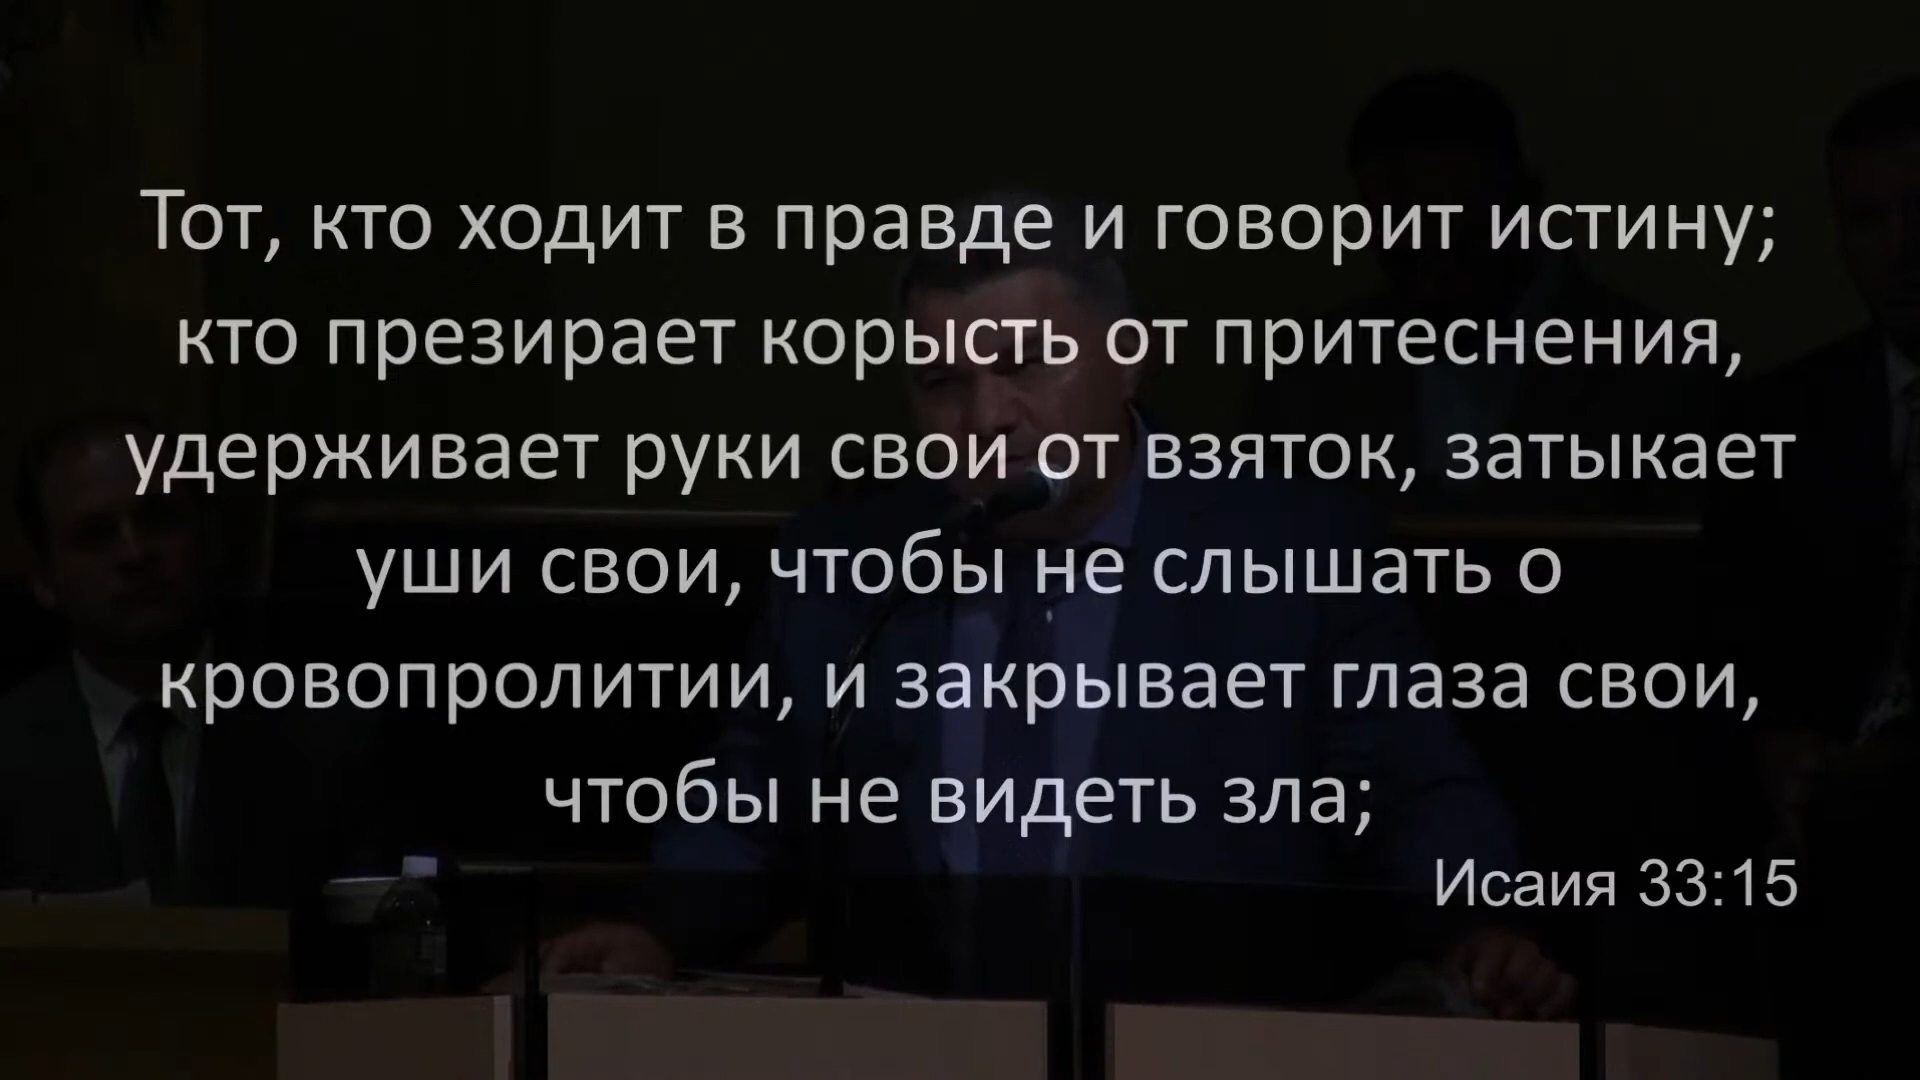 Тот, кто ходит в правде и говорит истину;
кто презирает корысть от притеснения,
удерживает руки свои от взяток, затыкает
уши свои, чтобы не слышать о
кровопролитии, и закрывает глаза свои,
чтобы не видеть зла;
Исаия 33:15